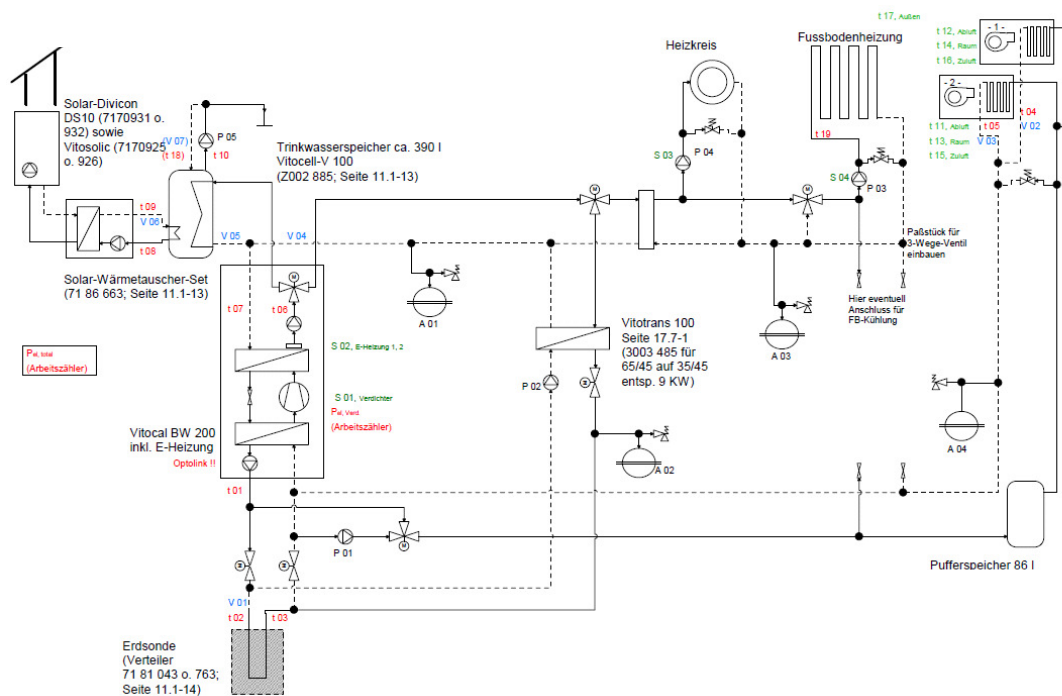 t 17, Außen
t 12, Abluft
t 14, Raum
t 16, Zuluft
- 1 -
Heizkreis
Fussbodenheizung
- 2 -
t 04
t 05
V 02
V 03
t 11, Abluft
t 13, Raum
t 15, Zuluft
Solar-Divicon
DS10 (7170931 o.
932) sowie
Vitosolic (7170925
o. 926)
(V 07)
(t 18)
P 05
t 10
Trinkwasserspeicher ca. 390 l
Vitocell-V 100
(Z002 885; Seite 11.1-13)
S 03
P 04
t 19
S 04
P 03
t 09
V 06
t 08
V 05
V 04
M
M
Paßstück für
3-Wege-Ventil
einbauen
Solar-Wärmetauscher-Set
(71 86 663; Seite 11.1-13)
t 07
M
t 06
A 01
Hier eventuell
Anschluss für
FB-Kühlung
A 03
Vitotrans 100
Seite 17.7-1
(3003 485 für
65/45 auf 35/45
entsp. 9 KW)
P el, total
(Arbeitszähler)
S 02, E-Heizung 1, 2
P 02
S 01, Verdichter
P el, Verd.
(Arbeitszähler)
Vitocal BW 200
inkl. E-Heizung
Optolink !!
A 02
A 04
t 01
P 01
M
Pufferspeicher 86 l
V 01
t 02
t 03
Erdsonde
(Verteiler
71 81 043 o. 763;
Seite 11.1-14)